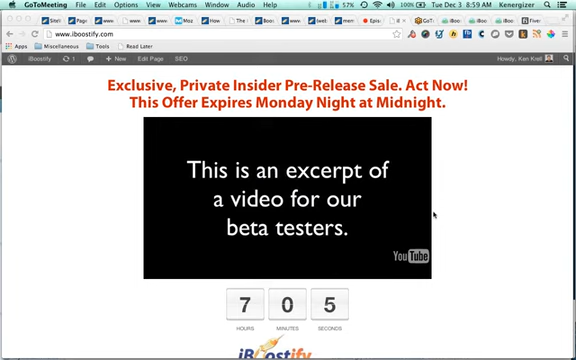 GoToMeeting File Edit View Webcams Window Help 57% 100% Tue Dec 3 8:59 AM Kenergizer
www.iboostify.com
Apps Miscellaneous Tools Read Later
iBoostify 1 New Edit Page SEO Howdy, Ken Krell
Exclusive, Private Insider Pre-Release Sale. Act Now!
This Offer Expires Monday Night at Midnight.
This is an excerpt of
a video for our
beta testers.
YouTube
7 0 5
HOURS MINUTES SECONDS
iBoostify